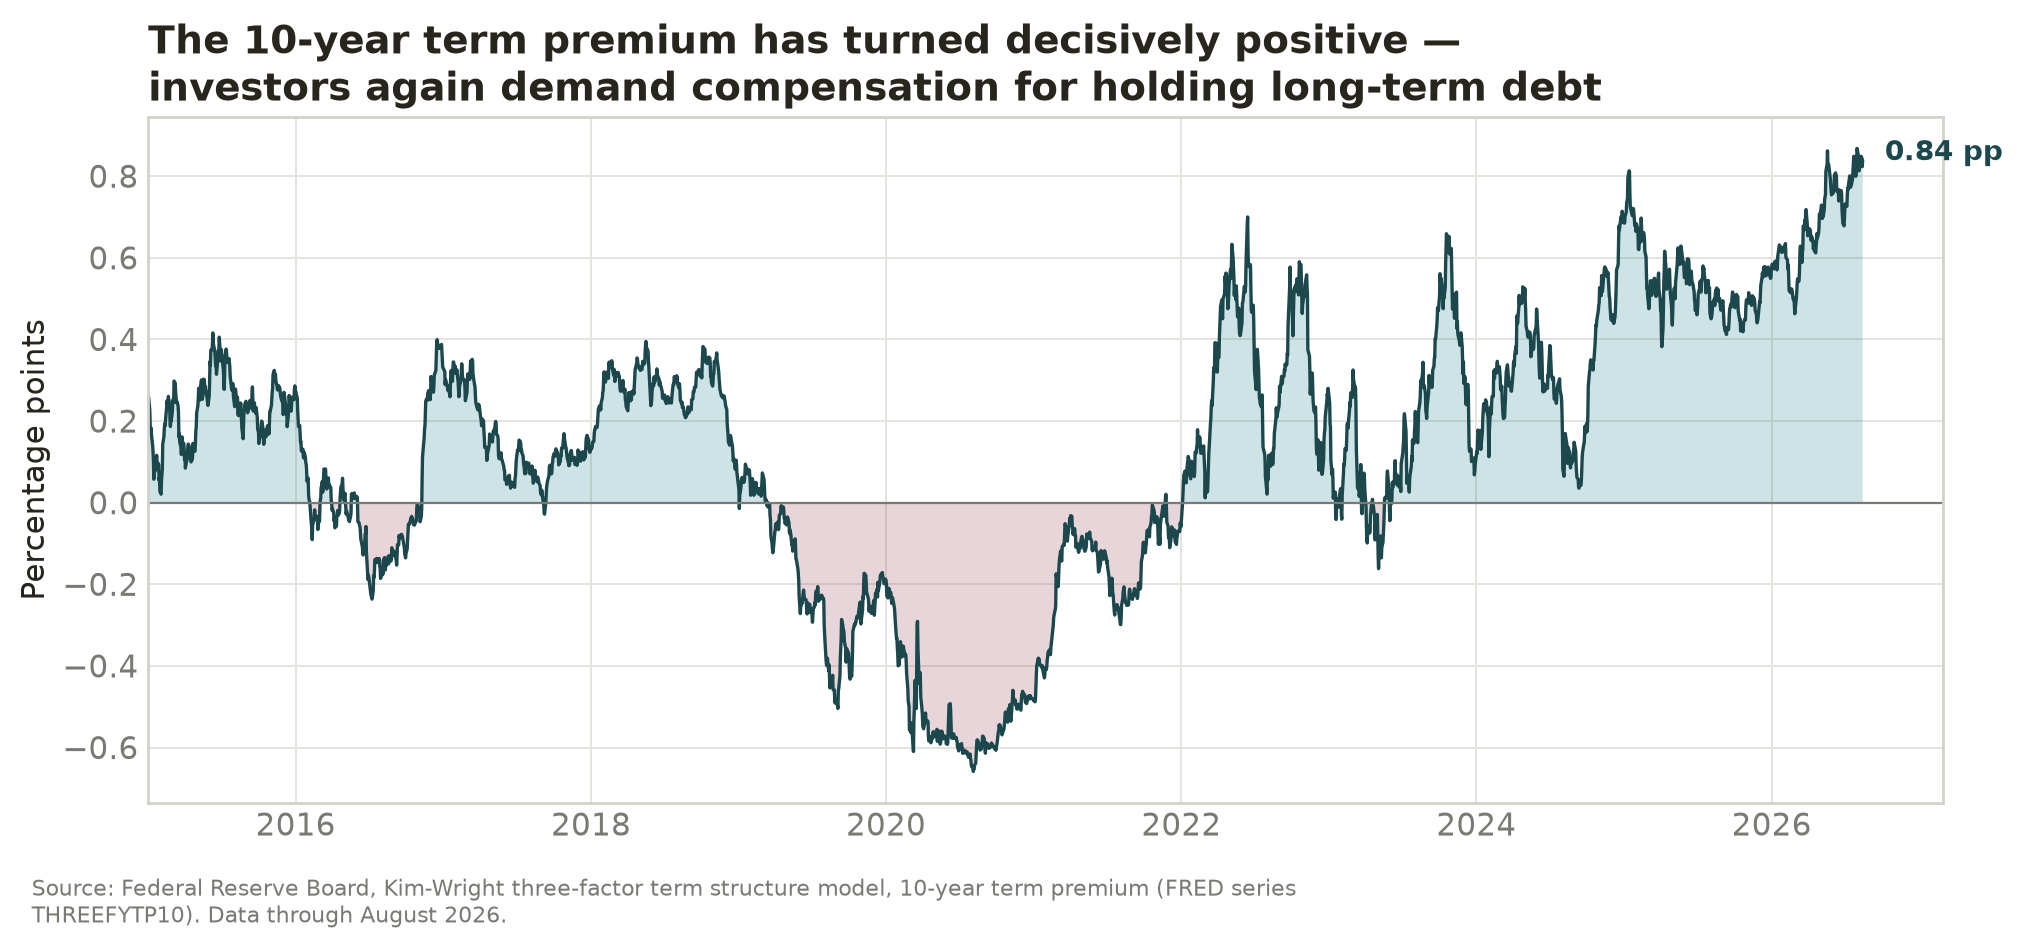 The 10-year term premium has turned decisively positive —
investors again demand compensation for holding long-term debt
0.84 pp
Percentage points
0.8
0.6
0.4
0.2
0.0
−0.2
−0.4
−0.6
2016
2018
2020
2022
2024
2026
Source: Federal Reserve Board, Kim-Wright three-factor term structure model, 10-year term premium (FRED series
THREEFYTP10). Data through August 2026.